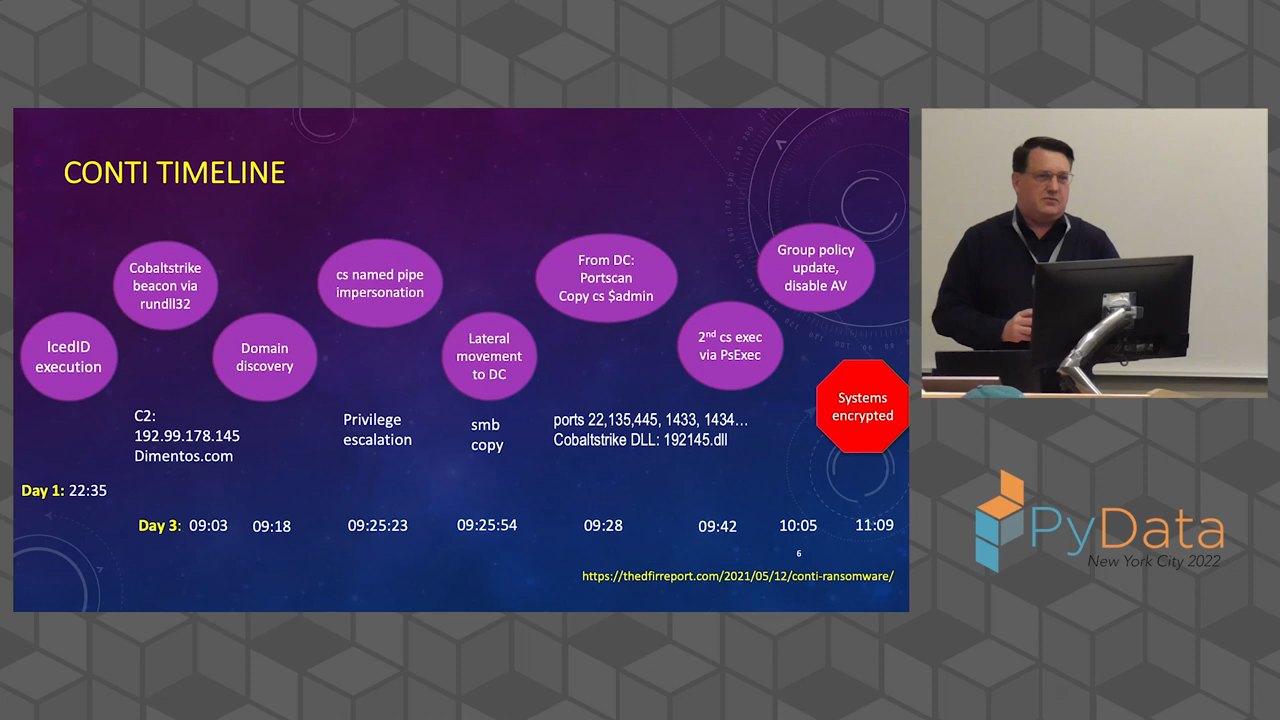 CONTI TIMELINE
IcedID
execution
Cobaltstrike
beacon via
rundll32
Domain
discovery
cs named pipe
impersonation
Lateral
movement
to DC
From DC:
Portscan
Copy cs $admin
2nd cs exec
via PsExec
Group policy
update,
disable AV
Systems
encrypted
C2:
192.99.178.145
Dimentos.com
Privilege
escalation
smb
copy
ports 22,135,445, 1433, 1434…
Cobaltstrike DLL: 192145.dll
Day 1: 22:35
Day 3: 09:03 09:18 09:25:23 09:25:54 09:28 09:42 10:05 11:09
6
https://thedfirreport.com/2021/05/12/conti-ransomware/
PyData
New York City 2022